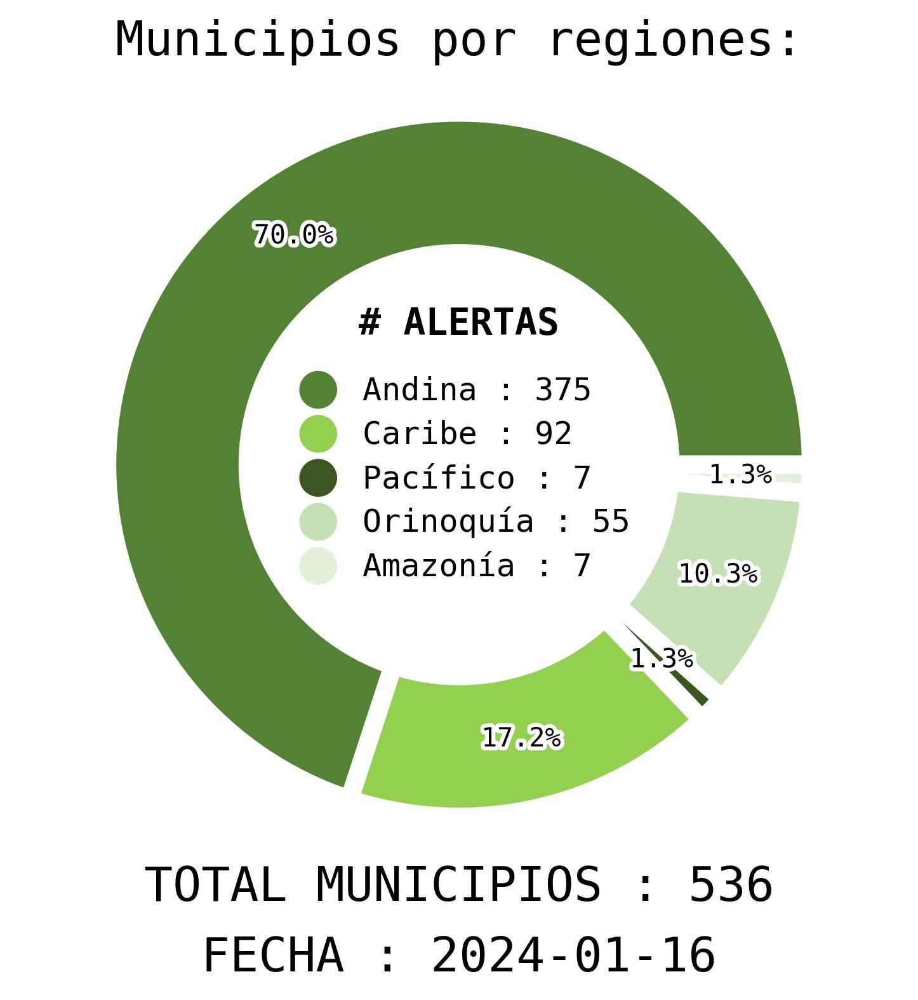 Municipios por regiones:
70.0%
# ALERTAS
Andina : 375
Caribe : 92
Pacífico : 7
Orinoquía : 55
Amazonía : 7
1.3%
10.3%
1.3%
17.2%
TOTAL MUNICIPIOS : 536
FECHA : 2024-01-16